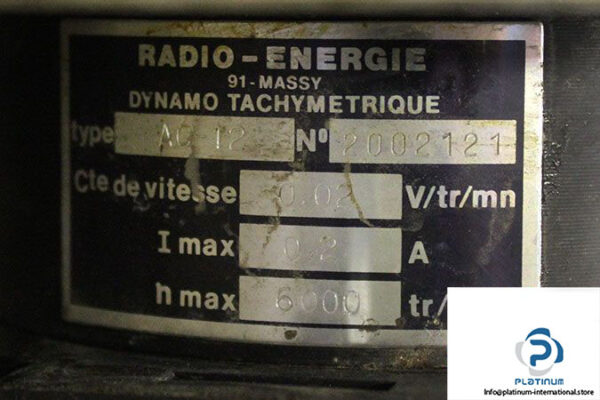 RADIO-ENERGIE
91-MASSY
DYNAMO TACHYMETRIQUE
type AC 12 N° 2002121
Cte de vitesse 0.02 V/tr/mn
I max 0.2 A
n max 6000 tr/
PLATINUM
Info@platinum-international.store